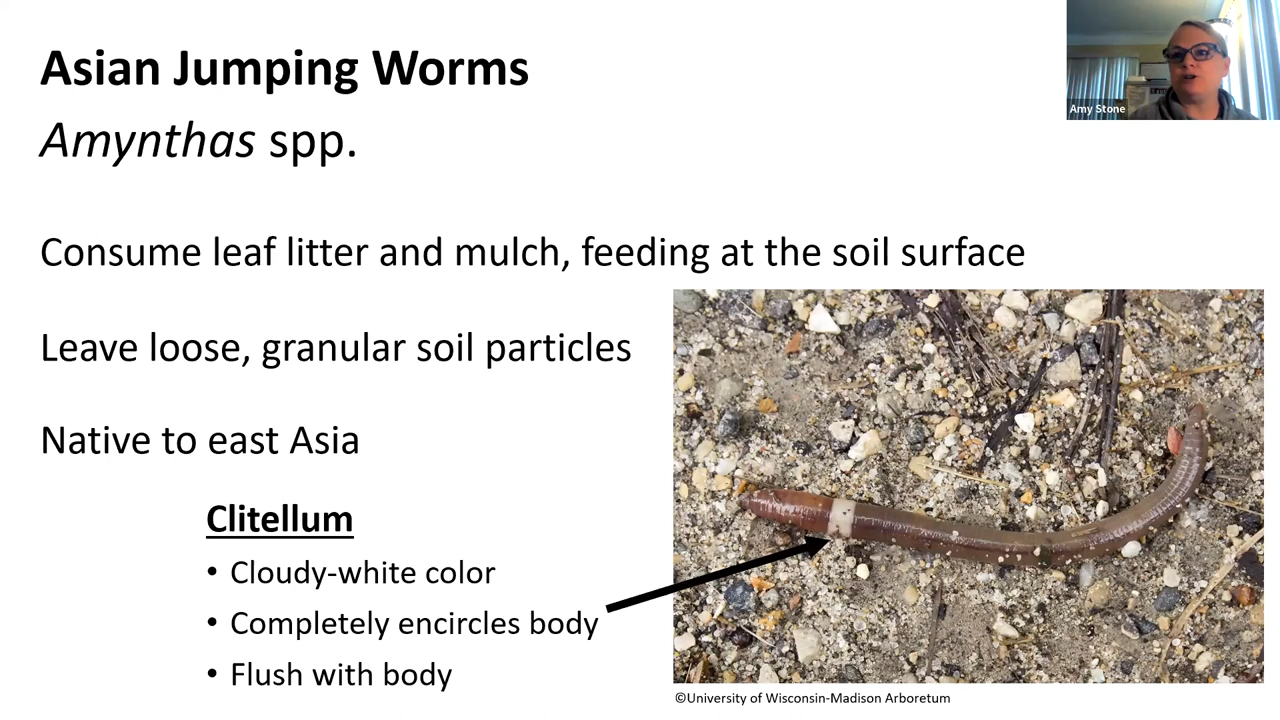 Asian Jumping Worms
Amynthas spp.
Amy Stone
Consume leaf litter and mulch, feeding at the soil surface
Leave loose, granular soil particles
Native to east Asia
Clitellum
• Cloudy-white color
• Completely encircles body
• Flush with body
©University of Wisconsin-Madison Arboretum